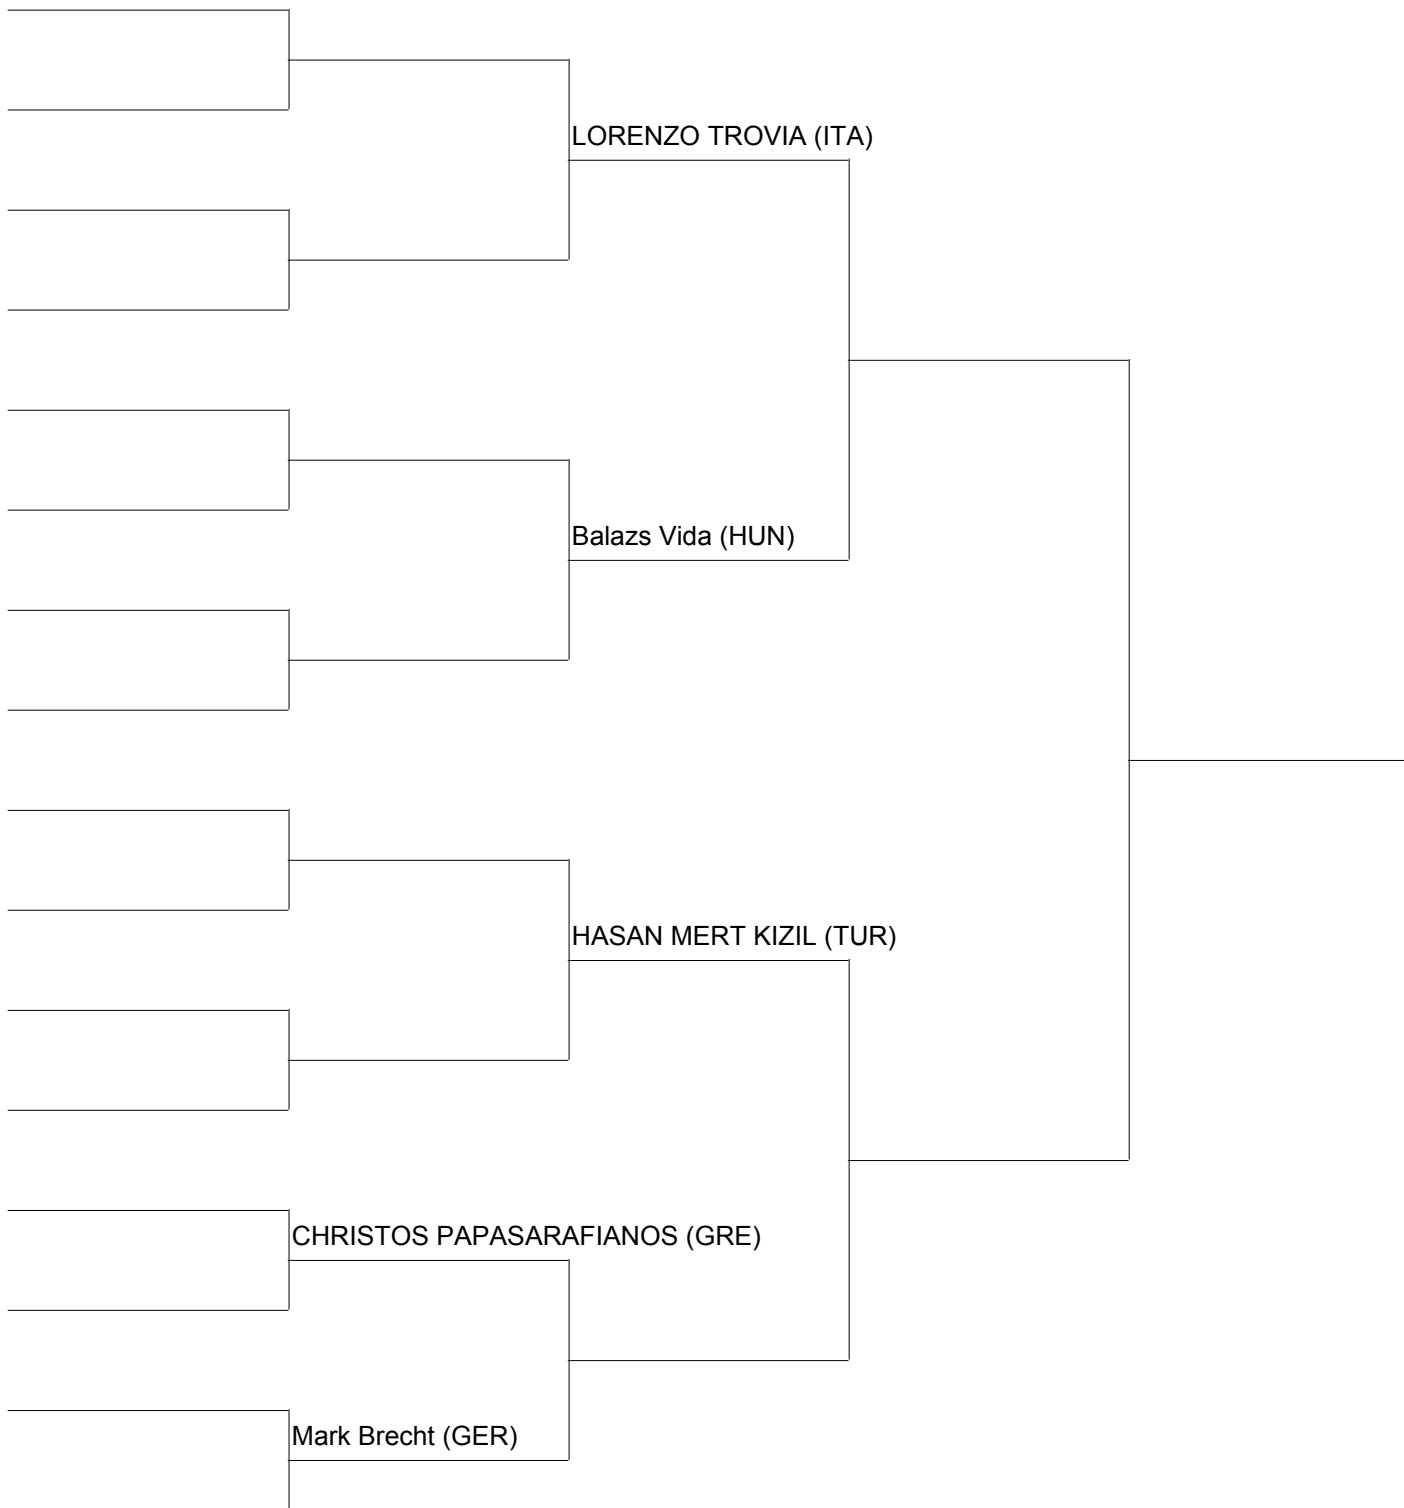 LORENZO TROVIA (ITA)
Balazs Vida (HUN)
HASAN MERT KIZIL (TUR)
CHRISTOS PAPASARAFIANOS (GRE)
Mark Brecht (GER)